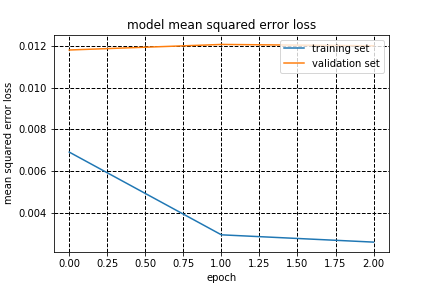 model mean squared error loss
training set
validation set
mean squared error loss
0.012
0.010
0.008
0.006
0.004
0.00 0.25 0.50 0.75 1.00 1.25 1.50 1.75 2.00
epoch